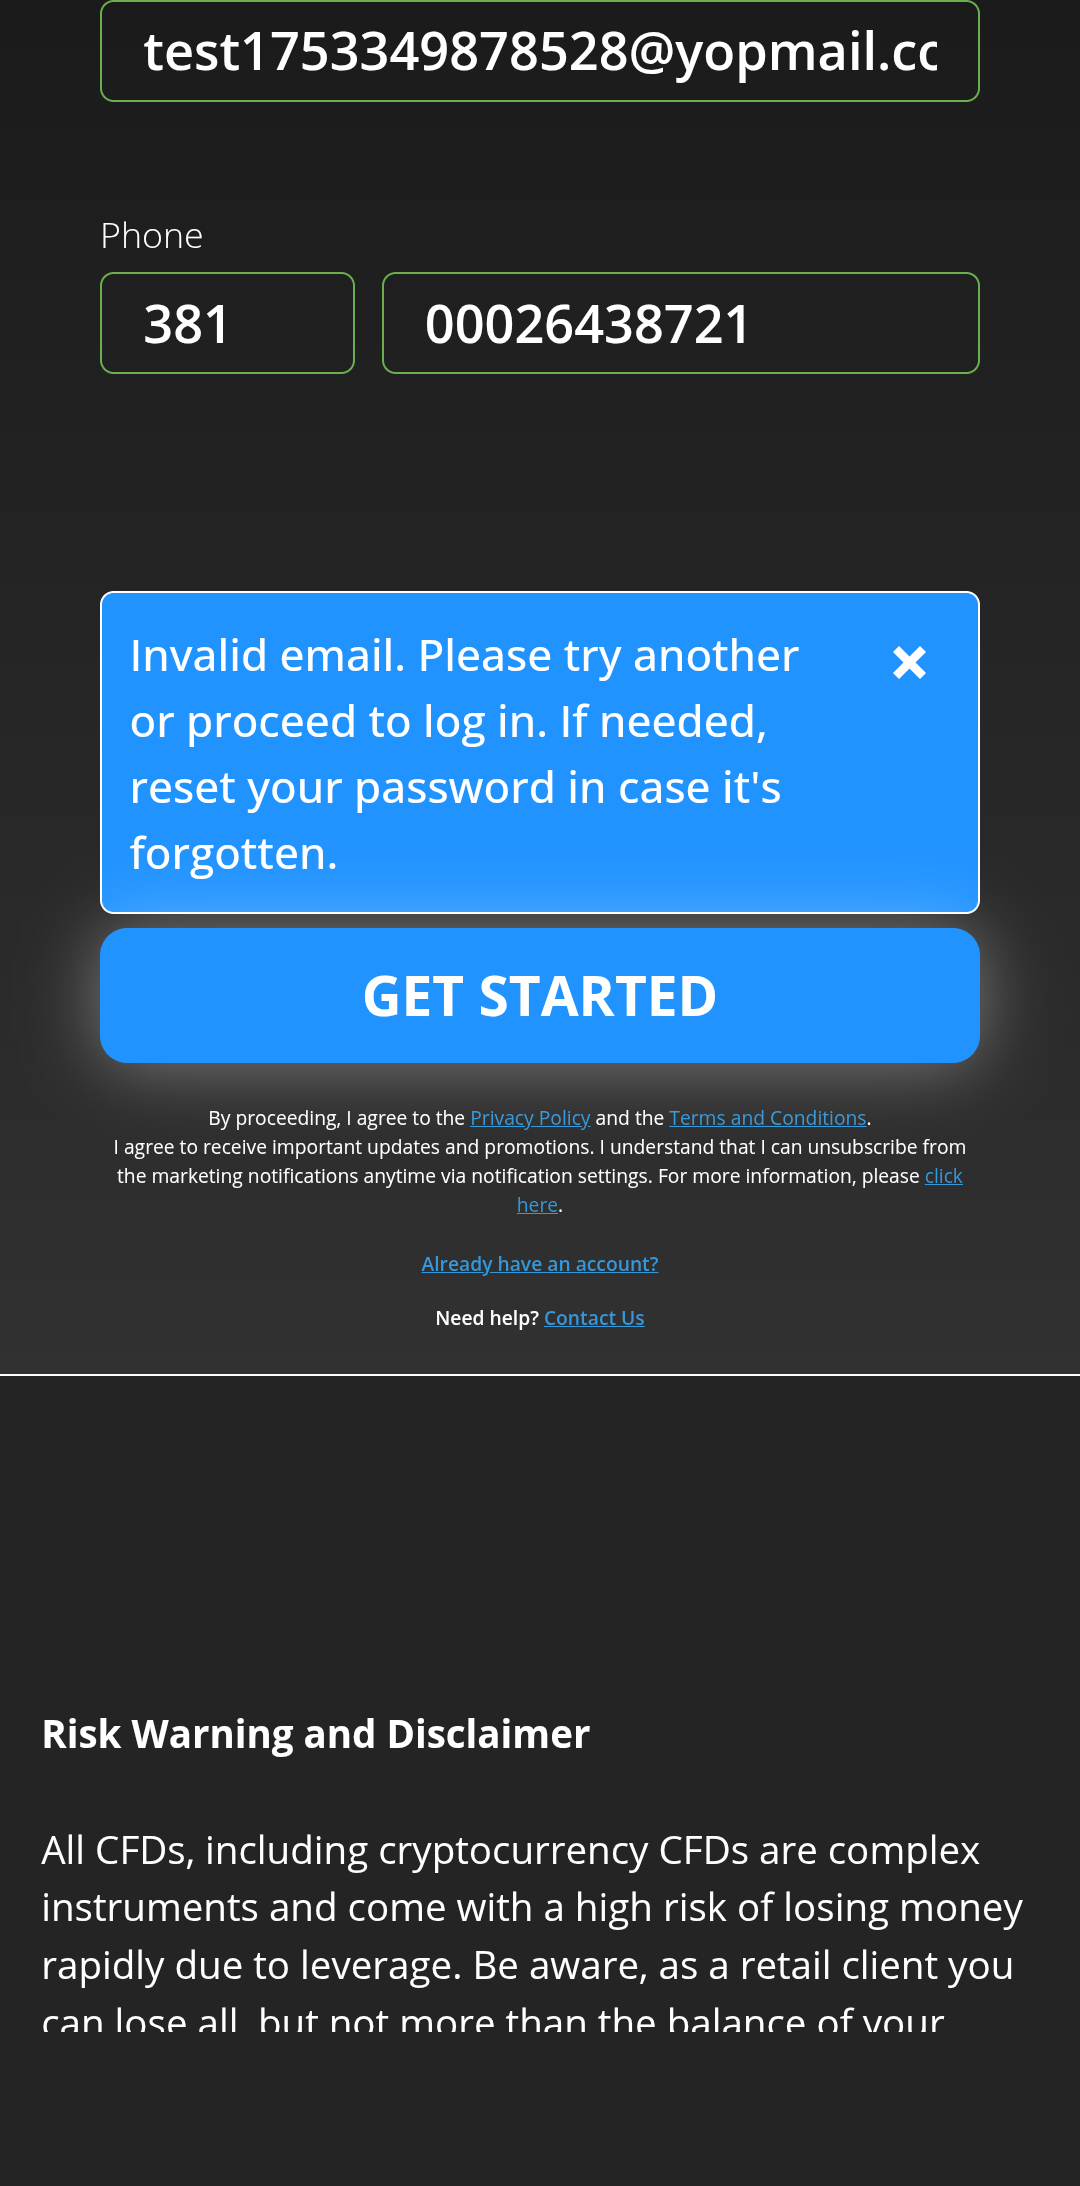 test1753349878528@yopmail.cc
Phone
381
00026438721
Invalid email. Please try another
or proceed to log in. If needed,
reset your password in case it's
forgotten.
GET STARTED
By proceeding, I agree to the Privacy Policy and the Terms and Conditions.
I agree to receive important updates and promotions. I understand that I can unsubscribe from
the marketing notifications anytime via notification settings. For more information, please click
here.
Already have an account?
Need help? Contact Us
Risk Warning and Disclaimer
All CFDs, including cryptocurrency CFDs are complex
instruments and come with a high risk of losing money
rapidly due to leverage. Be aware, as a retail client you
can lose all, but not more than the balance of your